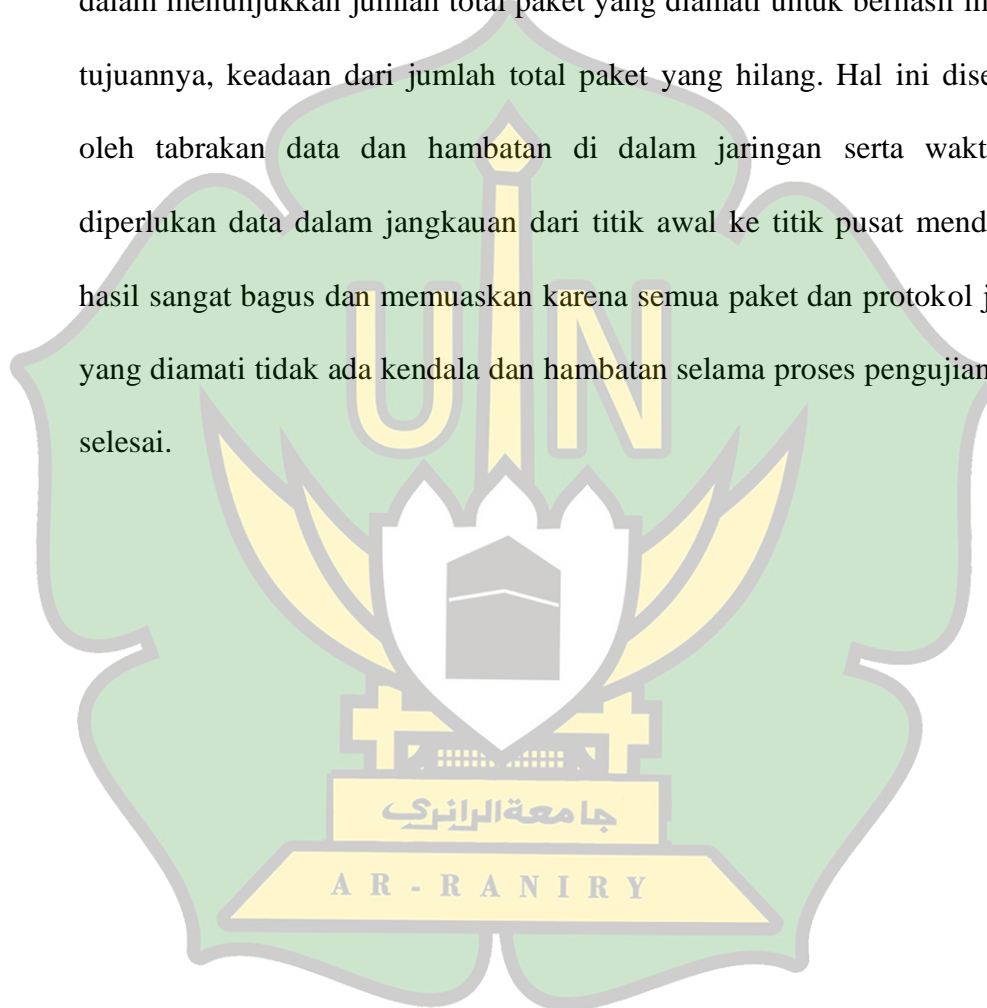 dalam menunjukkan jumlah total paket yang diamati untuk berhasil
tujuannya, keadaan dari jumlah total paket yang hilang. Hal ini
oleh tabrakan data dan hambatan di dalam jaringan serta
diperlukan data dalam jangkauan dari titik awal ke titik pusat
hasil sangat bagus dan memuaskan karena semua paket dan protokol
yang diamati tidak ada kendala dan hambatan selama proses pengujian
selesai.
UIN
جامعةالرانري
AR-RANIRY